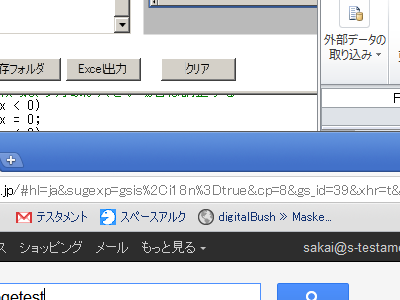 外部データの
取り込み
存フォルダ
Excel出力
クリア
x < 0)
x = 0;
.jp/#hl=ja&sugexp=gsis%2Ci18n%3Dtrue&cp=8&gs_id=39&xhr=t&
テスタメント
スペースアルク
digitalBush » Maske...
ス ショッピング メール もっと見る
sakai@s-testame
getest